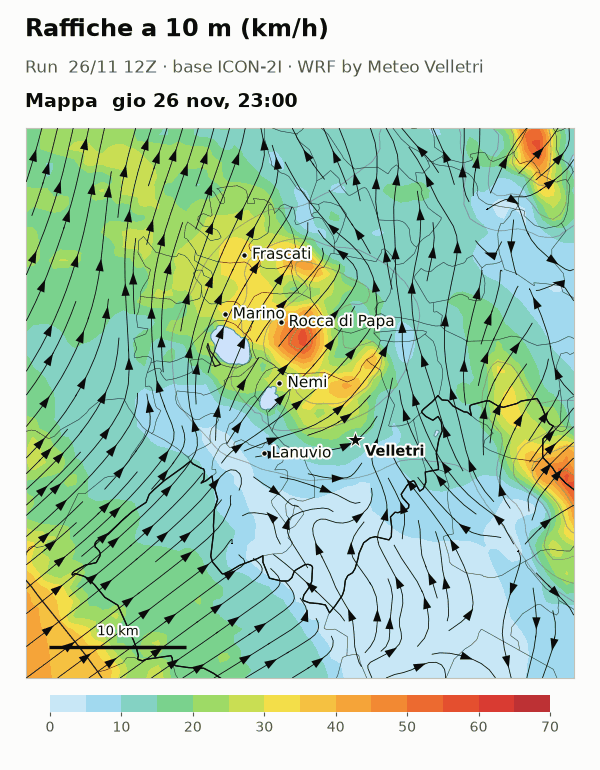 Raffiche a 10 m (km/h)
Run  26/11 12Z · base ICON-2I · WRF by Meteo Velletri
Mappa  gio 26 nov, 23:00
Frascati
Marino
Rocca di Papa
Nemi
Lanuvio
Velletri
10 km
0 10 20 30 40 50 60 70